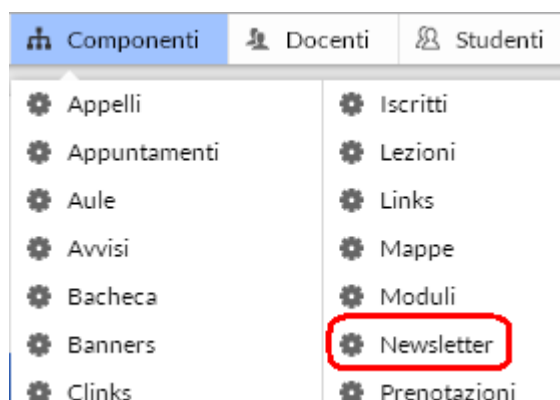 Componenti Docenti Studenti
Appelli Iscritti
Appuntamenti Lezioni
Aule Links
Avvisi Mappe
Bacheca Moduli
Banners Newsletter
Clinks Prenotazioni